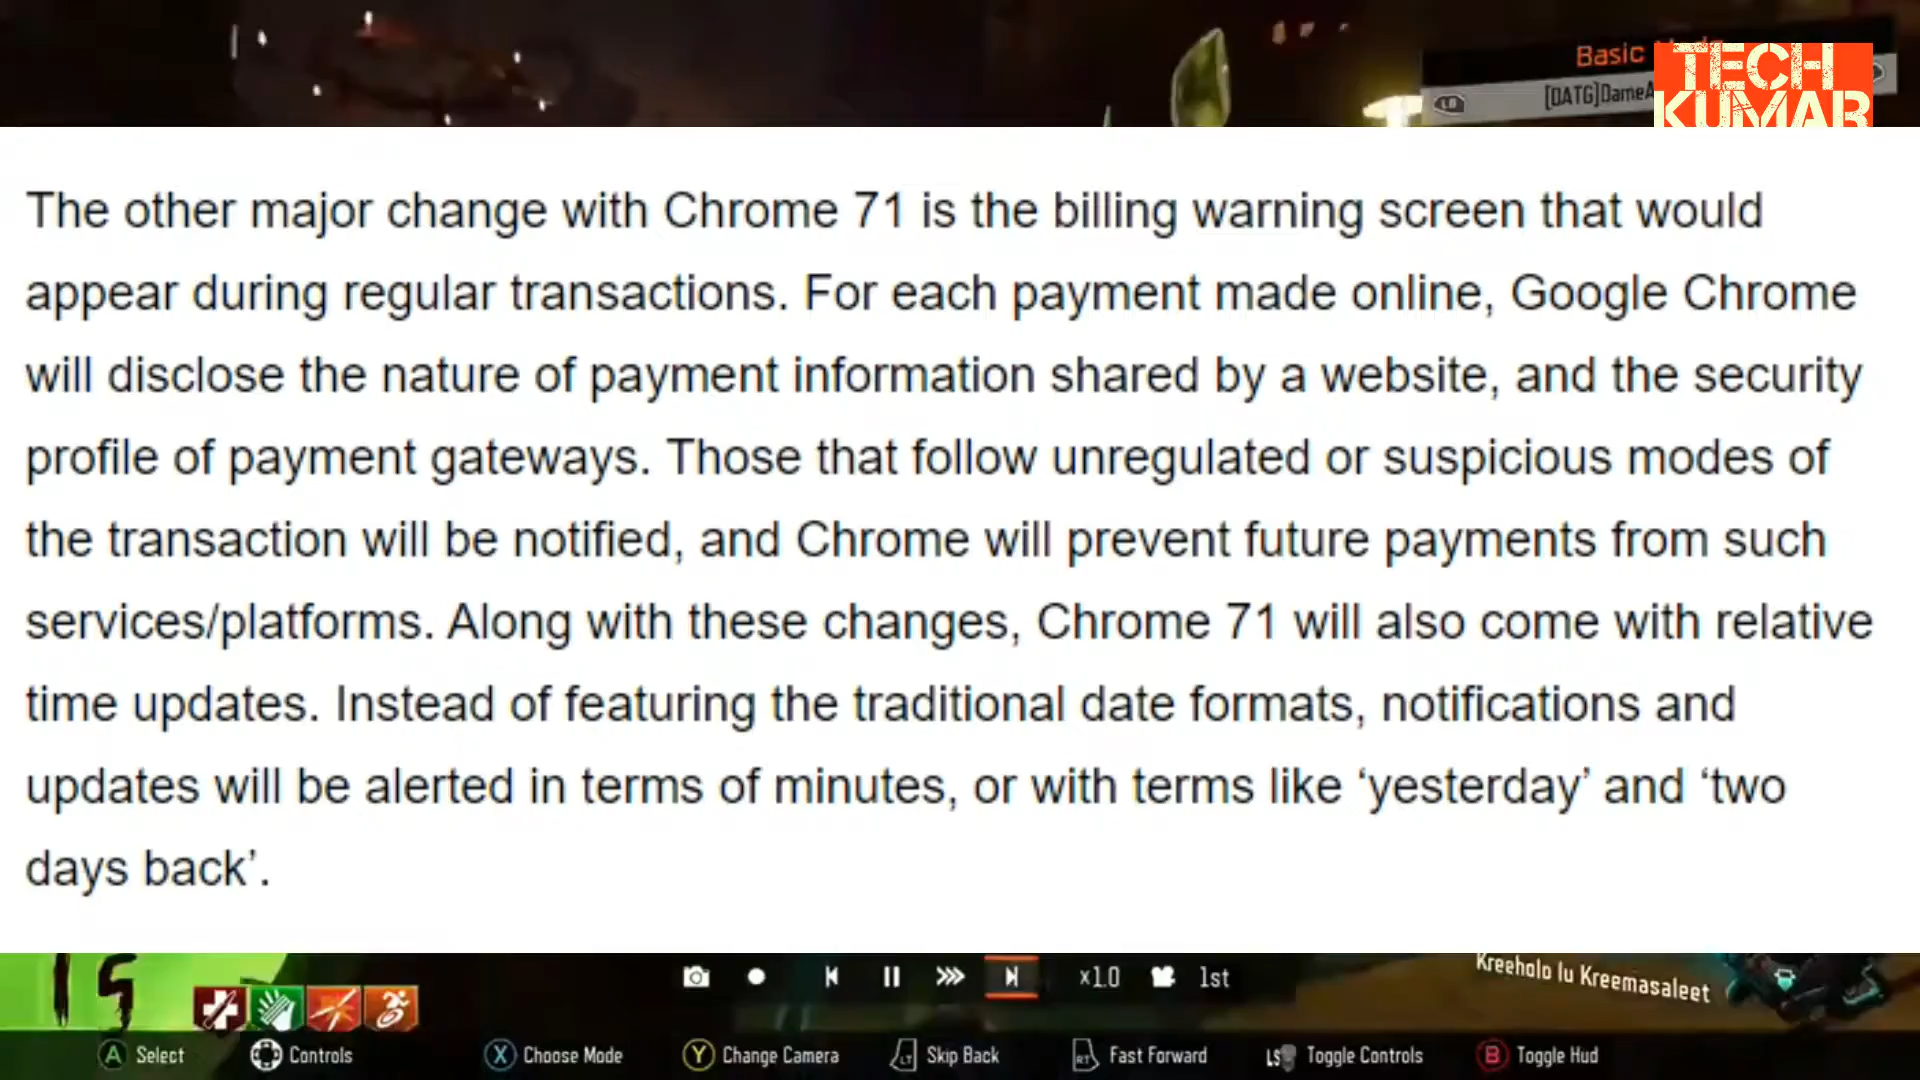 Basic
TECH
KUMAR
[DATG]DameA
LB
The other major change with Chrome 71 is the billing warning screen that would
appear during regular transactions. For each payment made online, Google Chrome
will disclose the nature of payment information shared by a website, and the security
profile of payment gateways. Those that follow unregulated or suspicious modes of
the transaction will be notified, and Chrome will prevent future payments from such
services/platforms. Along with these changes, Chrome 71 will also come with relative
time updates. Instead of featuring the traditional date formats, notifications and
updates will be alerted in terms of minutes, or with terms like ‘yesterday’ and ‘two
days back’.
15
x1.0
1st
Kreeholo lu Kreemasaleet
A Select
Controls
X Choose Mode
Y Change Camera
LT Skip Back
RT Fast Forward
LS Toggle Controls
B Toggle Hud